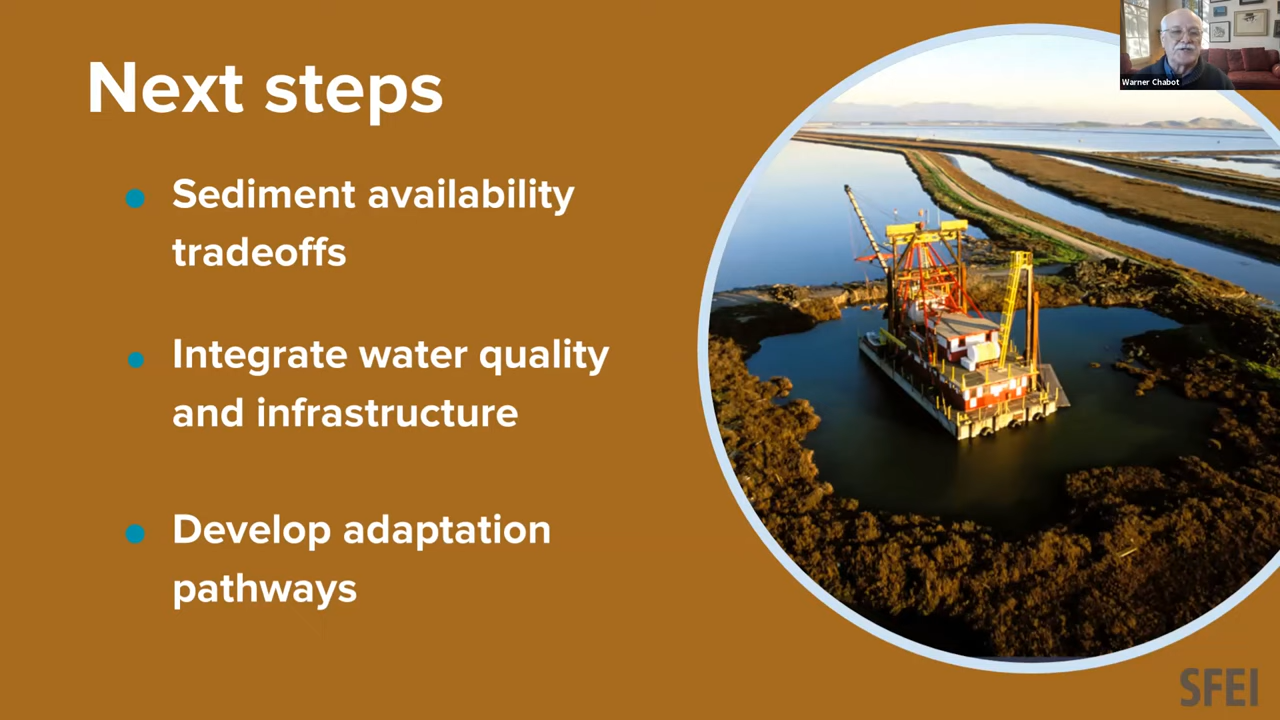 Next steps
Sediment availability
tradeoffs
Integrate water quality
and infrastructure
Develop adaptation
pathways
Warner Chabot
SFEI